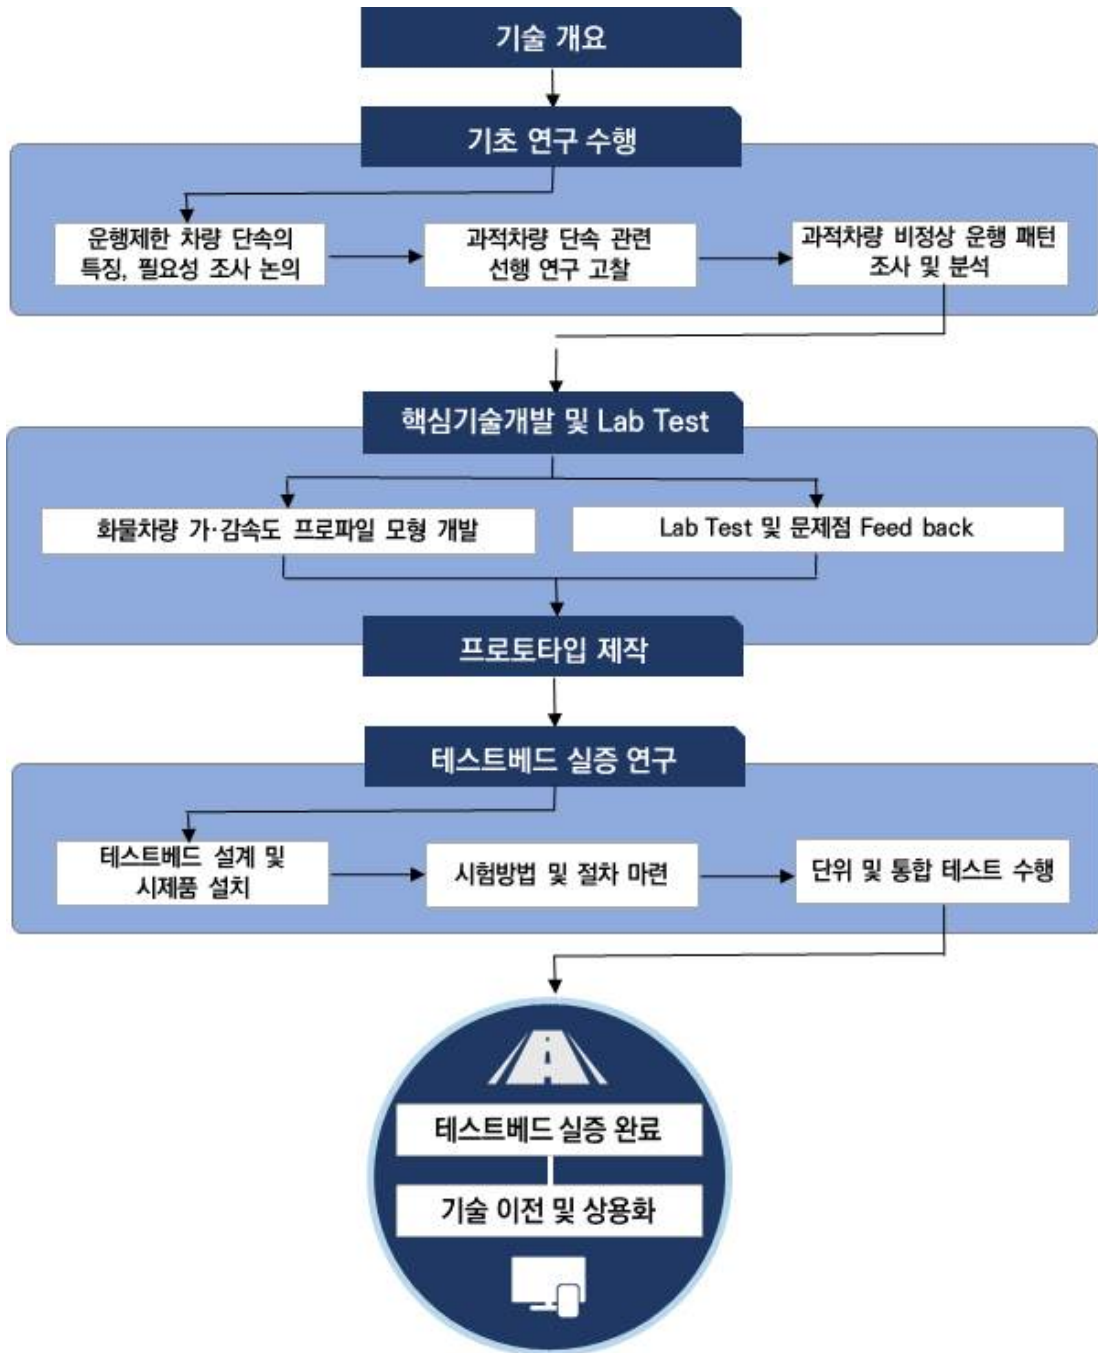 기술 개요
기초 연구 수행
운행제한 차량 단속의
특징, 필요성 조사 논의
과적차량 단속 관련
선행 연구 고찰
과적차량 비정상 운행 패턴
조사 및 분석
핵심기술개발 및 Lab Test
화물차량 가·감속도 프로파일 모형 개발
Lab Test 및 문제점 Feed back
프로토타입 제작
테스트베드 실증 연구
테스트베드 설계 및
시제품 설치
시험방법 및 절차 마련
단위 및 통합 테스트 수행
테스트베드 실증 완료
기술 이전 및 상용화